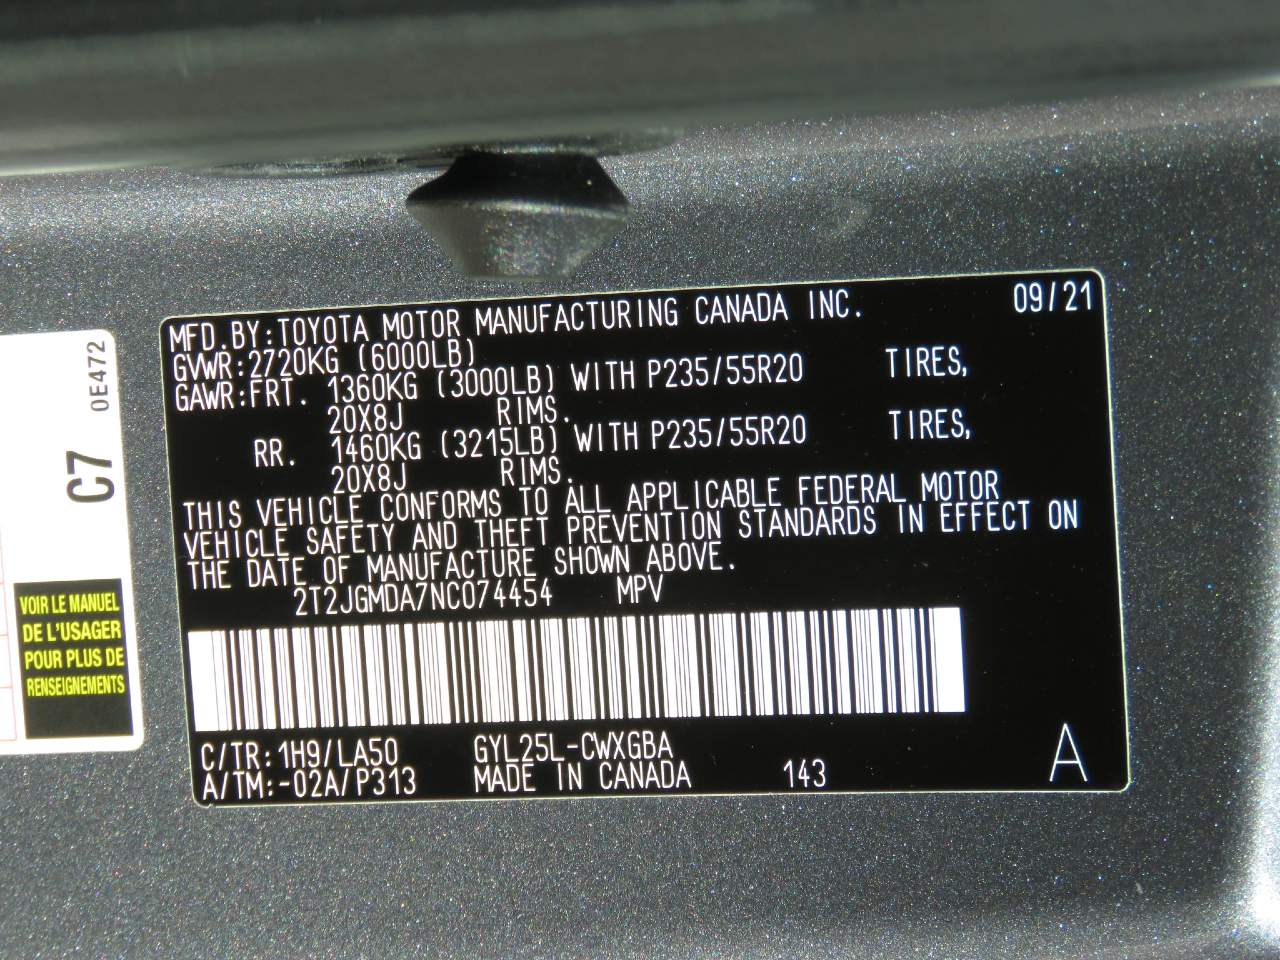 MFD.BY:TOYOTA MOTOR MANUFACTURING CANADA INC. 09/21
GVWR:2720KG (6000LB)
GAWR:FRT. 1360KG (3000LB) WITH P235/55R20 TIRES,
20X8J RIMS.
RR. 1460KG (3215LB) WITH P235/55R20 TIRES,
20X8J RIMS.
THIS VEHICLE CONFORMS TO ALL APPLICABLE FEDERAL MOTOR
VEHICLE SAFETY AND THEFT PREVENTION STANDARDS IN EFFECT ON
THE DATE OF MANUFACTURE SHOWN ABOVE.
2T2JGMDA7NC074454 MPV
C/TR:1H9/LA50 GYL25L-CWXGBA
A/TM:-02A/P313 MADE IN CANADA 143 A
0E472
C7
VOIR LE MANUEL
DE L'USAGER
POUR PLUS DE
RENSEIGNEMENTS